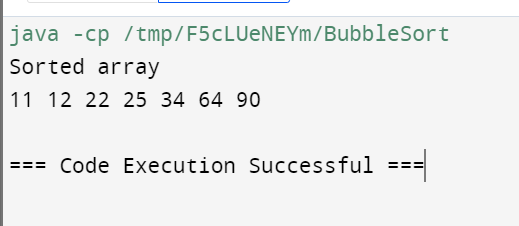 java -cp /tmp/F5cLUeNEYm/BubbleSort
Sorted array
11 12 22 25 34 64 90
=== Code Execution Successful ===